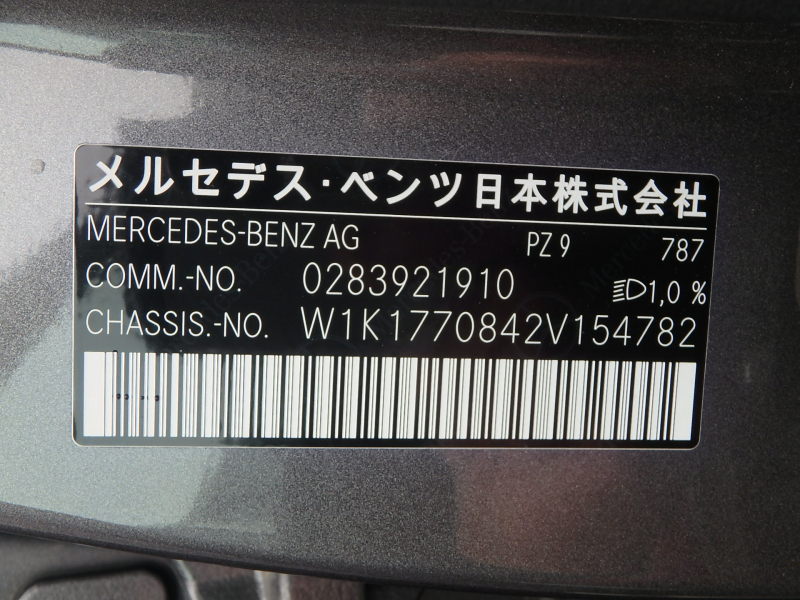 メルセデス・ベンツ日本株式会社
MERCEDES-BENZ AG PZ 9 787
COMM.-NO. 0283921910 1,0 %
CHASSIS.-NO. W1K1770842V154782